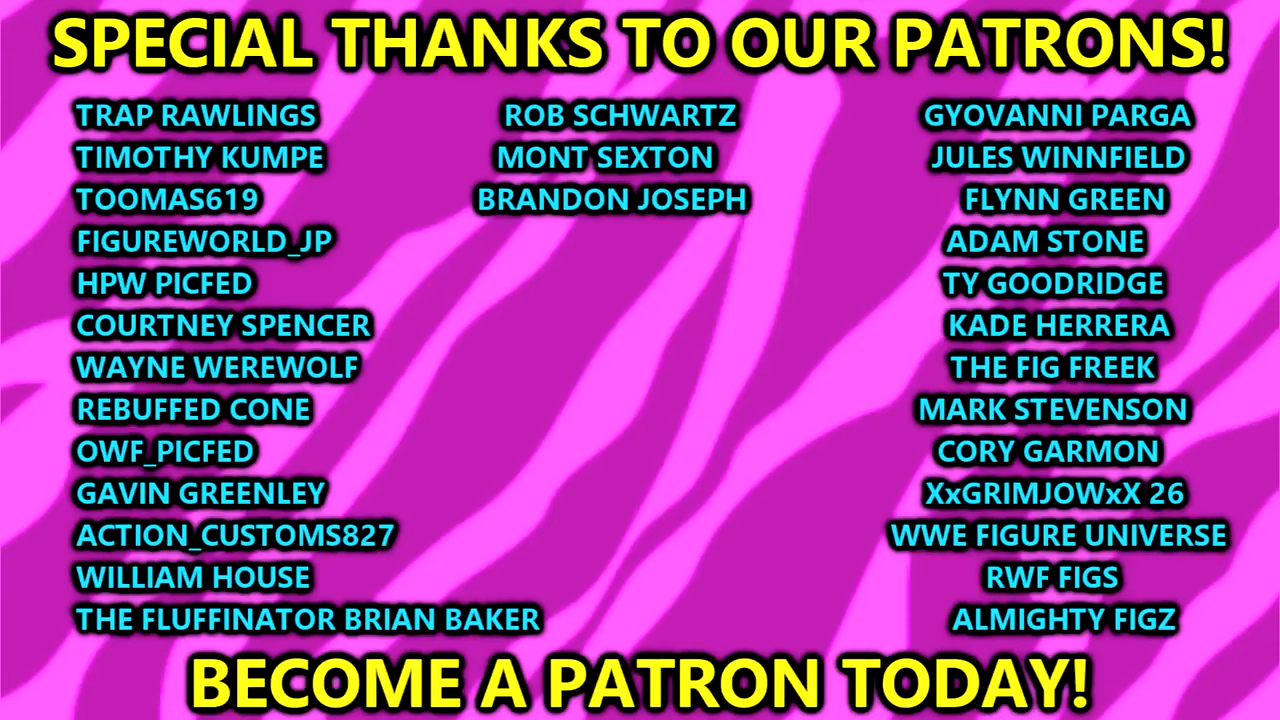 SPECIAL THANKS TO OUR PATRONS!
TRAP RAWLINGS
TIMOTHY KUMPE
TOOMAS619
FIGUREWORLD_JP
HPW PICFED
COURTNEY SPENCER
WAYNE WEREWOLF
REBUFFED CONE
OWF_PICFED
GAVIN GREENLEY
ACTION_CUSTOMS827
WILLIAM HOUSE
THE FLUFFINATOR BRIAN BAKER
ROB SCHWARTZ
MONT SEXTON
BRANDON JOSEPH
GYOVANNI PARGA
JULES WINNFIELD
FLYNN GREEN
ADAM STONE
TY GOODRIDGE
KADE HERRERA
THE FIG FREEK
MARK STEVENSON
CORY GARMON
XxGRIMJOWxX 26
WWE FIGURE UNIVERSE
RWF FIGS
ALMIGHTY FIGZ
BECOME A PATRON TODAY!